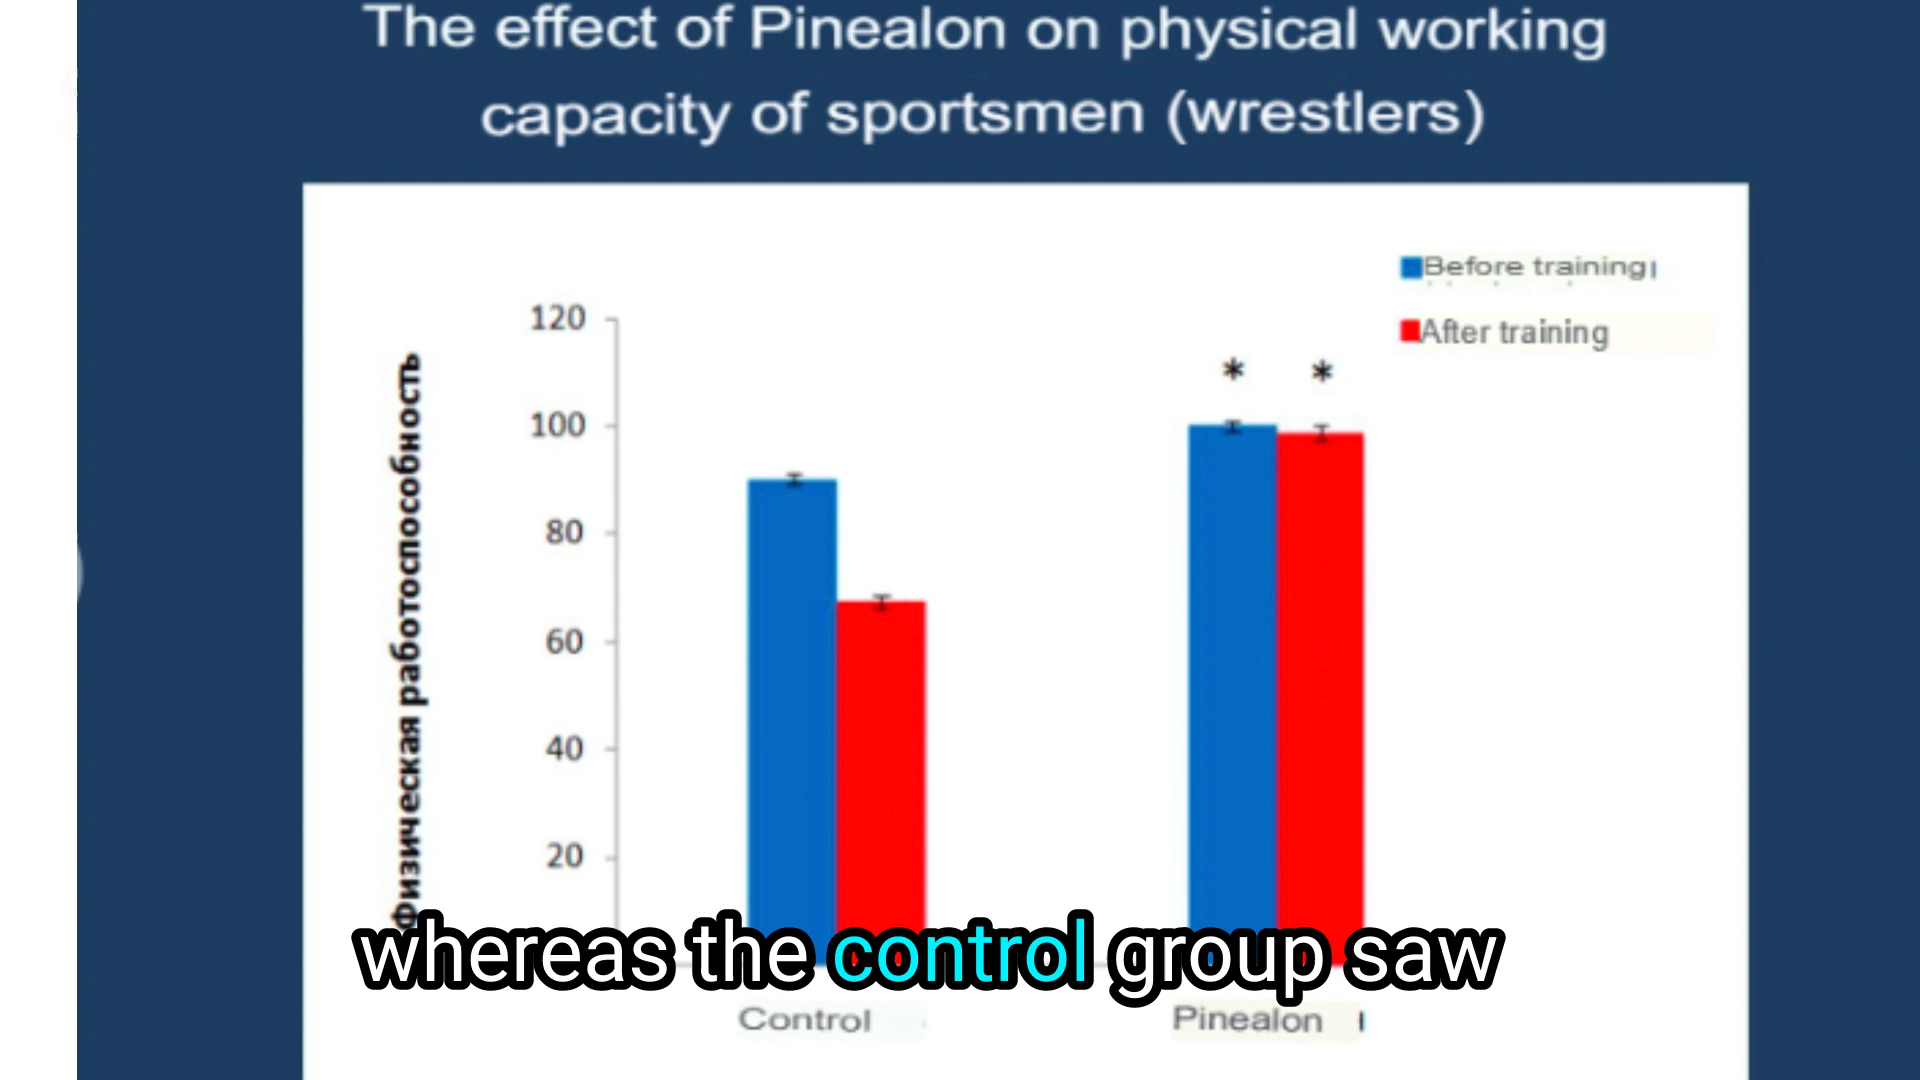 The effect of Pinealon on physical working
capacity of sportsmen (wrestlers)
Before training
After training
Физическая работоспособность
120
100
80
60
40
20
* *
whereas the control group saw
Control
Pinealon